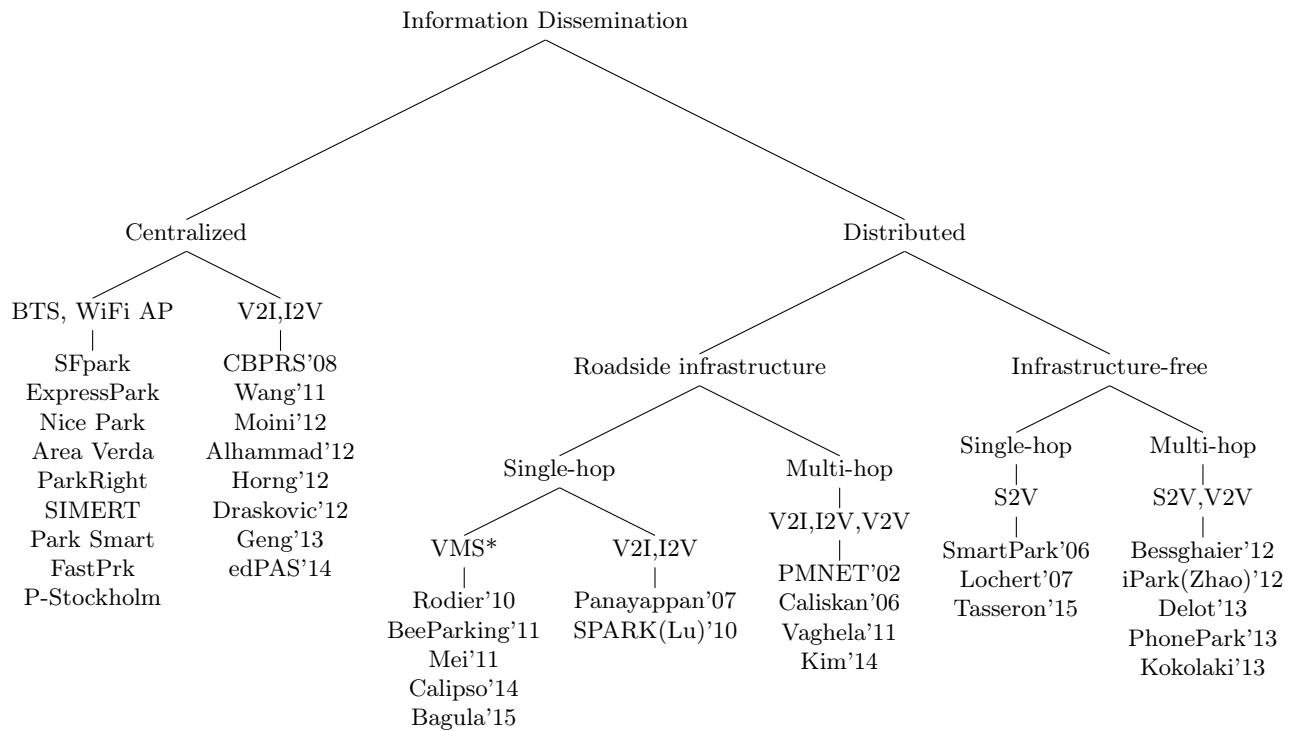 Information Dissemination
Centralized
Distributed
BTS, WiFi AP
SFpark
ExpressPark
Nice Park
Area Verda
ParkRight
SIMERT
Park Smart
FastPrk
P-Stockholm
V2I,I2V
CBPRS'08
Wang'11
Moini'12
Alhammad'12
Horng'12
Draskovic'12
Geng'13
edPAS'14
Roadside infrastructure
Infrastructure-free
Single-hop
Multi-hop
VMS*
Rodier'10
BeeParking'11
Mei'11
Calipso'14
Bagula'15
V2I,I2V
Panayappan'07
SPARK(Lu)'10
V2I,I2V,V2V
PMNET'02
Caliskan'06
Vaghela'11
Kim'14
Single-hop
S2V
SmartPark'06
Lochert'07
Tasseron'15
Multi-hop
S2V,V2V
Bessghaier'12
iPark(Zhao)'12
Delot'13
PhonePark'13
Kokolaki'13